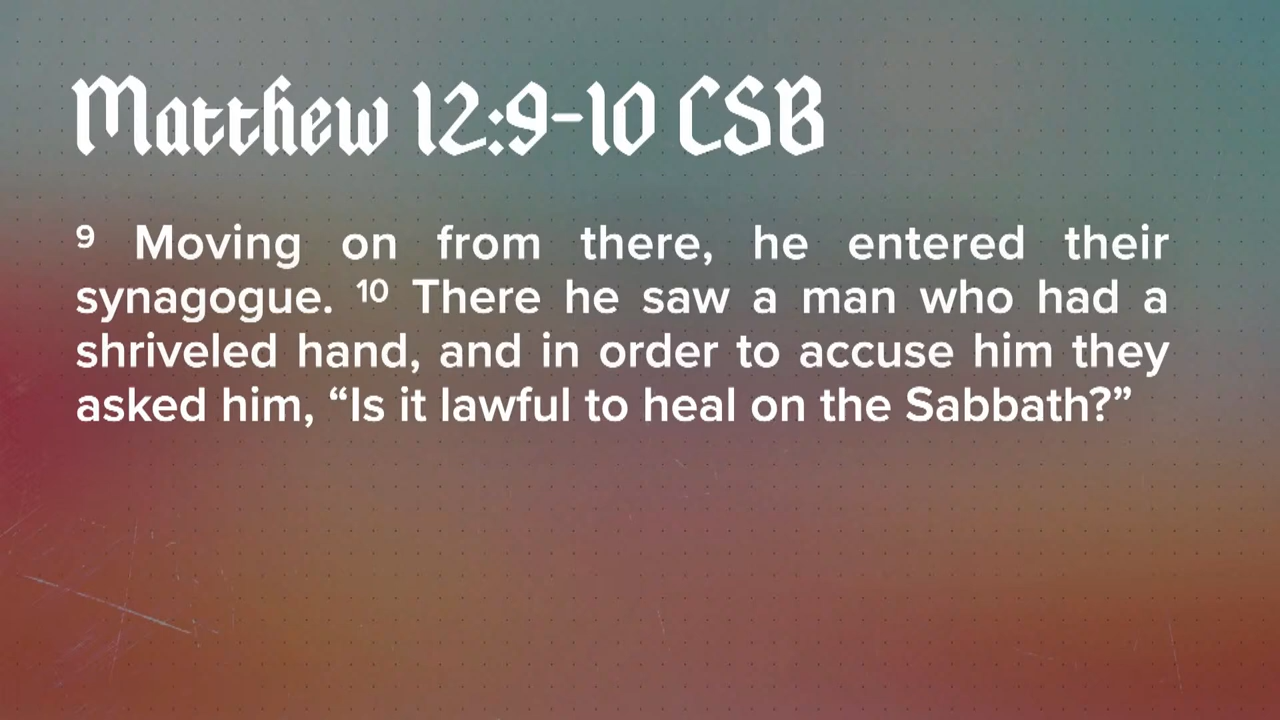 Matthew 12:9-10 CSB
⁹ Moving on from there, he entered their
synagogue. ¹⁰ There he saw a man who had a
shriveled hand, and in order to accuse him they
asked him, “Is it lawful to heal on the Sabbath?”